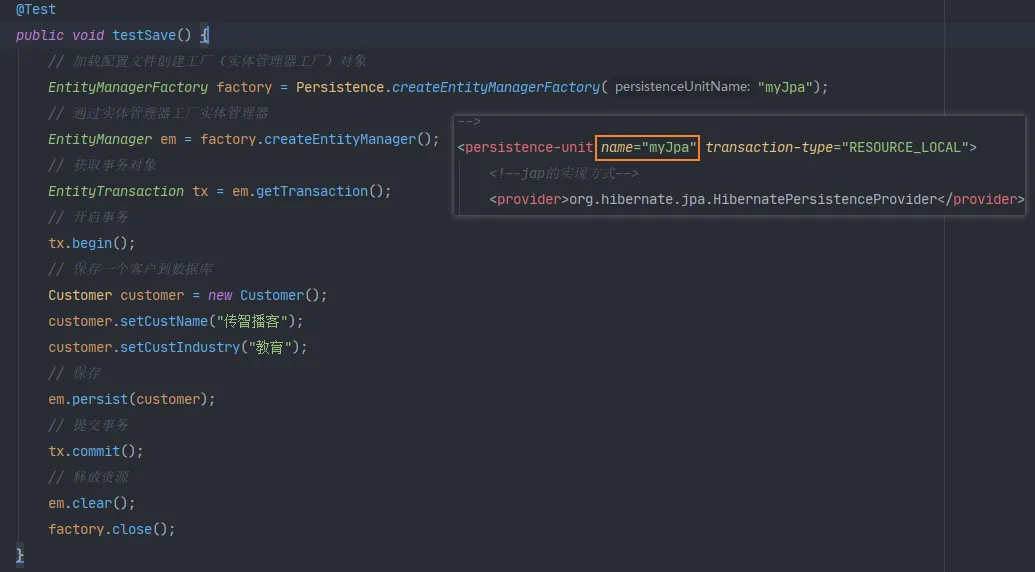 @Test
public void testSave() {
// 加载配置文件创建工厂（实体管理器工厂）对象
EntityManagerFactory factory = Persistence.createEntityManagerFactory( persistenceUnitName: "myJpa");
// 通过实体管理器工厂实体管理器
EntityManager em = factory.createEntityManager();
// 获取事务对象
EntityTransaction tx = em.getTransaction();
// 开启事务
tx.begin();
// 保存一个客户到数据库
Customer customer = new Customer();
customer.setCustName("传智播客");
customer.setCustIndustry("教育");
// 保存
em.persist(customer);
// 提交事务
tx.commit();
// 释放资源
em.clear();
factory.close();
}
-->
<persistence-unit name="myJpa" transaction-type="RESOURCE_LOCAL">
<!--jap的实现方式-->
<provider>org.hibernate.jpa.HibernatePersistenceProvider</provider>